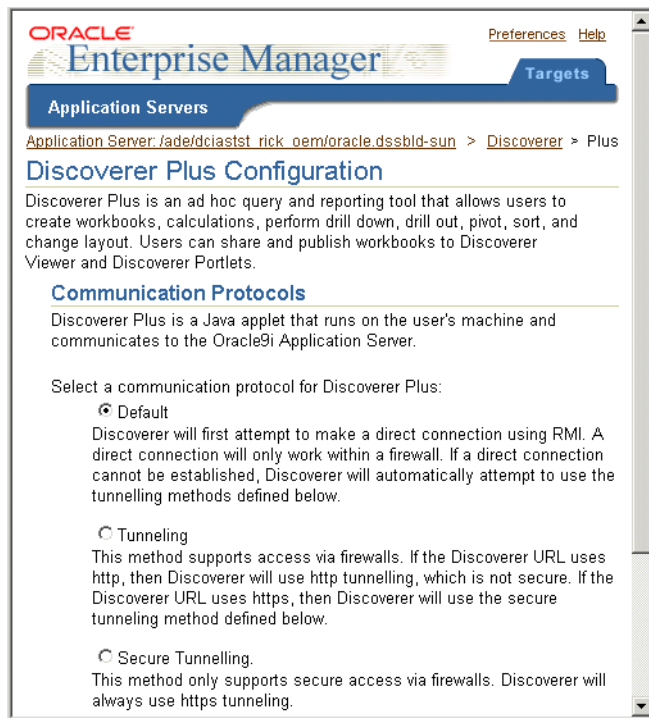 ORACLE
Enterprise Manager
Preferences Help
Targets
Application Servers
Application Server: /ade/dciastst_rick_oem/oracle.dssbld-sun > Discoverer > Plus
Discoverer Plus Configuration
Discoverer Plus is an ad hoc query and reporting tool that allows users to
create workbooks, calculations, perform drill down, drill out, pivot, sort, and
change layout. Users can share and publish workbooks to Discoverer
Viewer and Discoverer Portlets.
Communication Protocols
Discoverer Plus is a Java applet that runs on the user's machine and
communicates to the Oracle9i Application Server.
Select a communication protocol for Discoverer Plus:
Default
Discoverer will first attempt to make a direct connection using RMI. A
direct connection will only work within a firewall. If a direct connection
cannot be established, Discoverer will automatically attempt to use the
tunnelling methods defined below.
Tunneling
This method supports access via firewalls. If the Discoverer URL uses
http, then Discoverer will use http tunnelling, which is not secure. If the
Discoverer URL uses https, then Discoverer will use the secure
tunneling method defined below.
Secure Tunnelling.
This method only supports secure access via firewalls. Discoverer will
always use https tunneling.